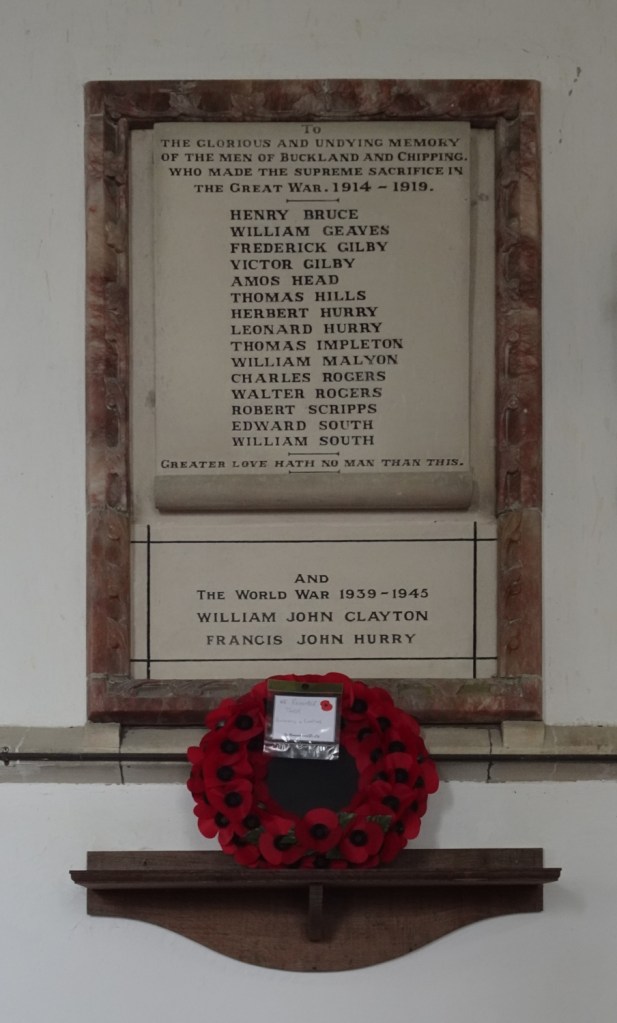 TO
THE GLORIOUS AND UNDYING MEMORY
OF THE MEN OF BUCKLAND AND CHIPPING.
WHO MADE THE SUPREME SACRIFICE IN
THE GREAT WAR. 1914 - 1919.
HENRY BRUCE
WILLIAM GEAVES
FREDERICK GILBY
VICTOR GILBY
AMOS HEAD
THOMAS HILLS
HERBERT HURRY
LEONARD HURRY
THOMAS IMPLETON
WILLIAM MALYON
CHARLES ROGERS
WALTER ROGERS
ROBERT SCRIPPS
EDWARD SOUTH
WILLIAM SOUTH
GREATER LOVE HATH NO MAN THAN THIS.
AND
THE WORLD WAR 1939-1945
WILLIAM JOHN CLAYTON
FRANCIS JOHN HURRY